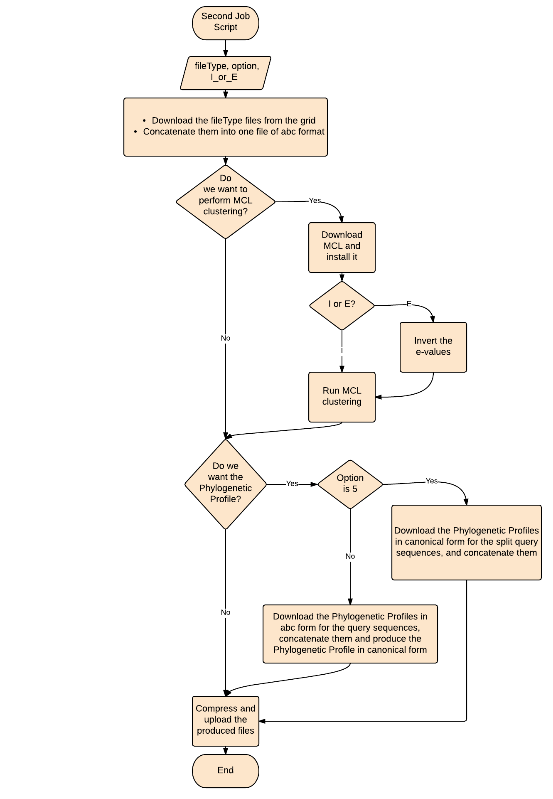 Second Job
Script
fileType, option,
I_or_E
• Download the fileType files from the grid
• Concatenate them into one file of abc format
Do
we want to
perform MCL
clustering?
Yes
Download
MCL and
install it
I or E?
E
Invert the
e-values
I
No
Run MCL
clustering
Do we
want the
Phylogenetic
Profile?
Yes
Option
is 5
Yes
Download the Phylogenetic Profiles
in canonical form for the split query
sequences, and concatenate them
No
No
Download the Phylogenetic Profiles in
abc form for the query sequences,
concatenate them and produce the
Phylogenetic Profile in canonical form
Compress and
upload the
produced files
End